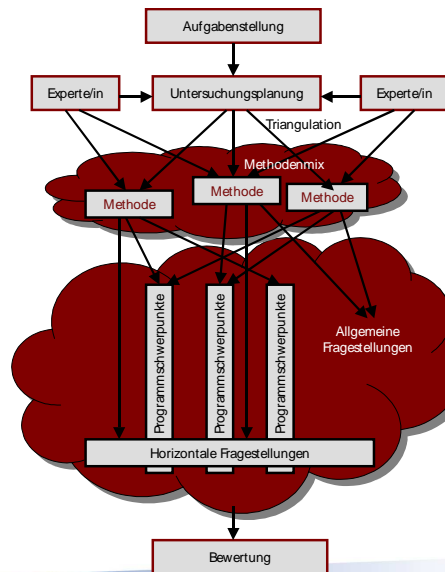 Aufgabenstellung
Experte/in
Untersuchungsplanung
Experte/in
Triangulation
Methodenmix
Methode
Methode
Methode
Programmschwerpunkte
Programmschwerpunkte
Programmschwerpunkte
Allgemeine
Fragestellungen
Horizontale Fragestellungen
Bewertung